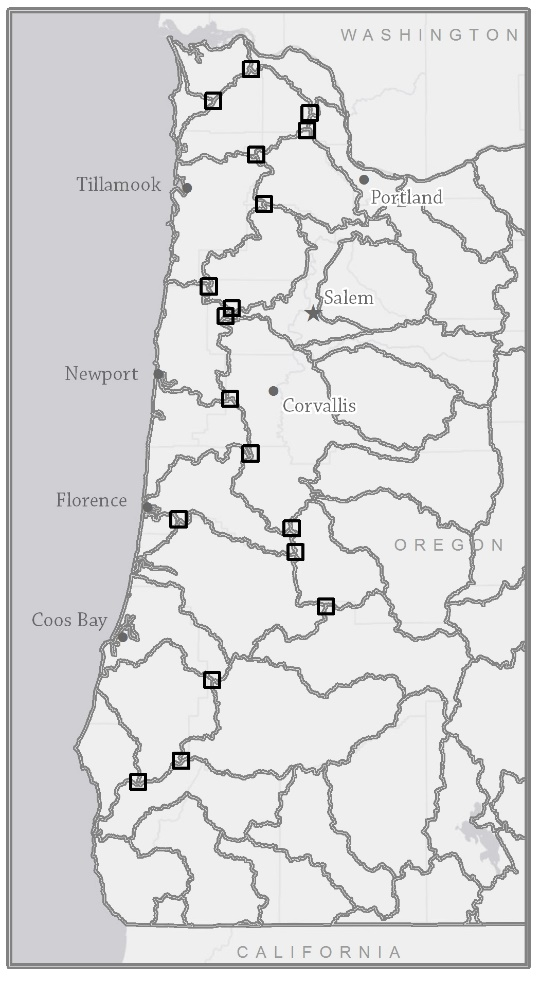 WASHINGTON
Tillamook
Portland
Salem
Newport
Corvallis
Florence
OREGON
Coos Bay
CALIFORNIA